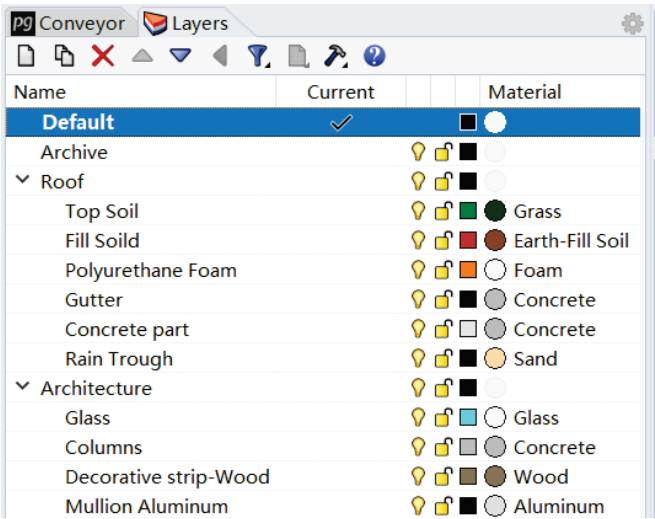 pg Conveyor Layers
Name Current Material
Default
Archive
Roof
Top Soil Grass
Fill Soild Earth-Fill Soil
Polyurethane Foam Foam
Gutter Concrete
Concrete part Concrete
Rain Trough Sand
Architecture
Glass Glass
Columns Concrete
Decorative strip-Wood Wood
Mullion Aluminum Aluminum